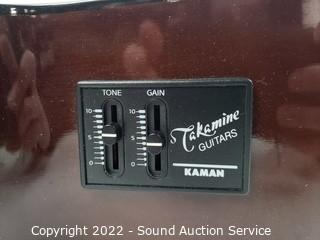 TONE GAIN
10 10
5 5
0 0
Takamine
GUITARS
KAMAN
Copyright 2022 - Sound Auction Service